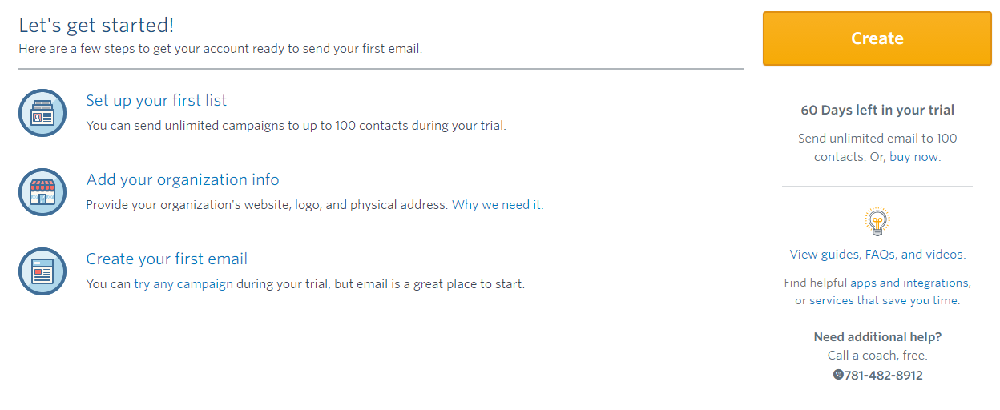 Let's get started!
Here are a few steps to get your account ready to send your first email.
Set up your first list
You can send unlimited campaigns to up to 100 contacts during your trial.
Add your organization info
Provide your organization's website, logo, and physical address. Why we need it.
Create your first email
You can try any campaign during your trial, but email is a great place to start.
Create
60 Days left in your trial
Send unlimited email to 100
contacts. Or, buy now.
View guides, FAQs, and videos.
Find helpful apps and integrations,
or services that save you time.
Need additional help?
Call a coach, free.
781-482-8912